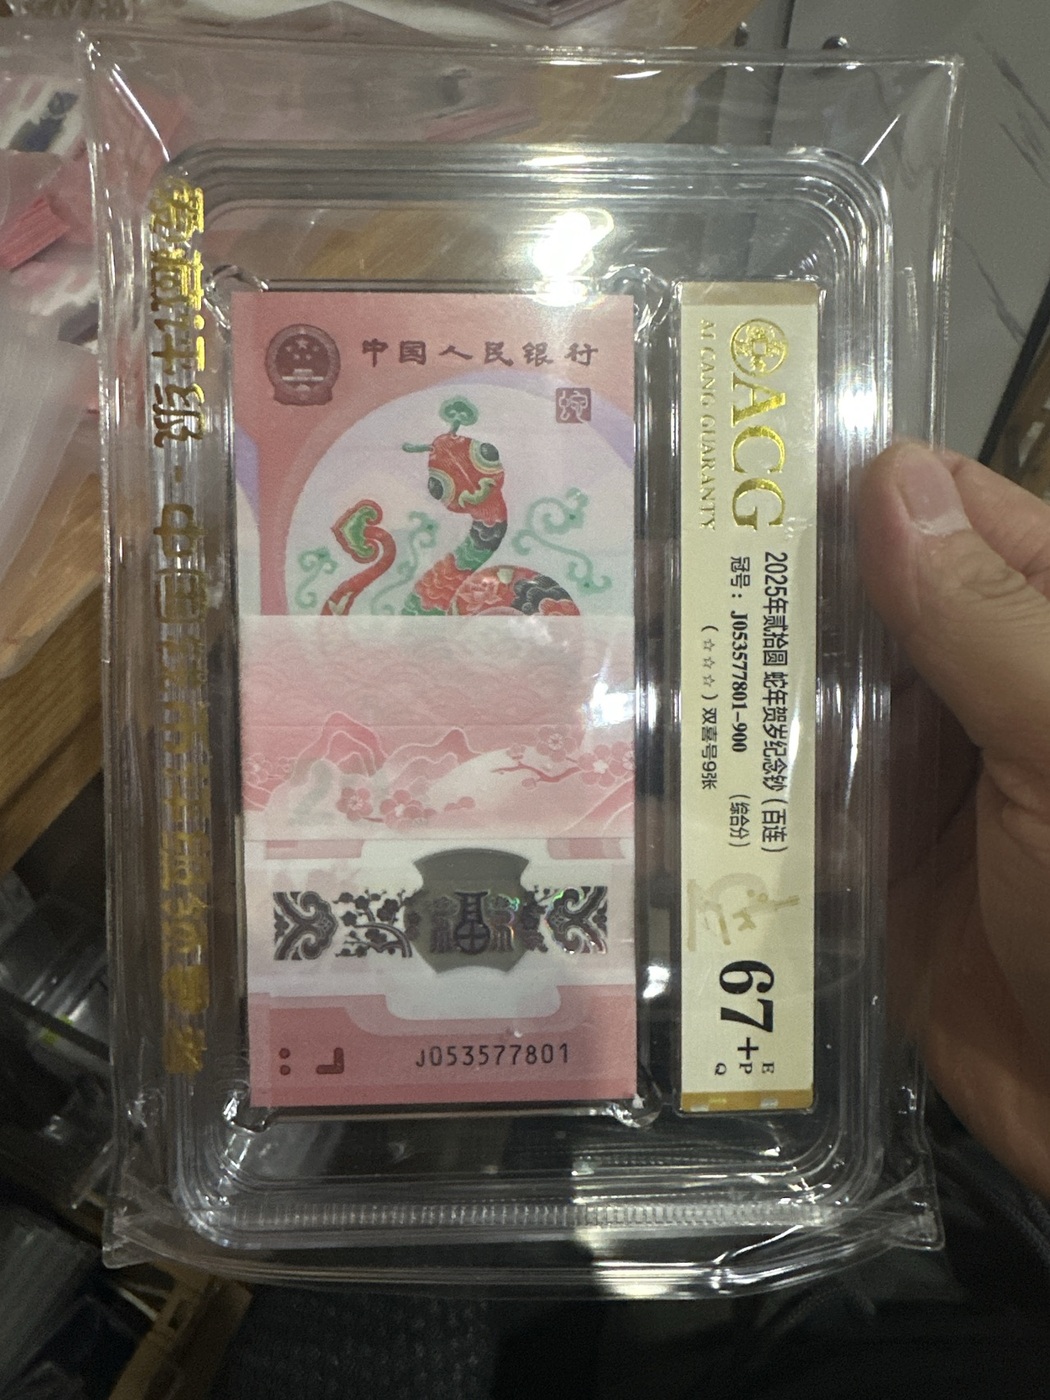 中国人民银行
J053577801
ACG
AI CANG GUARANTY
2025年贰拾圆 蛇年贺岁纪念钞（百连）
冠号：J053577801-900 （综合分）
（☆☆☆）双喜号9张
67+
E
P
Q